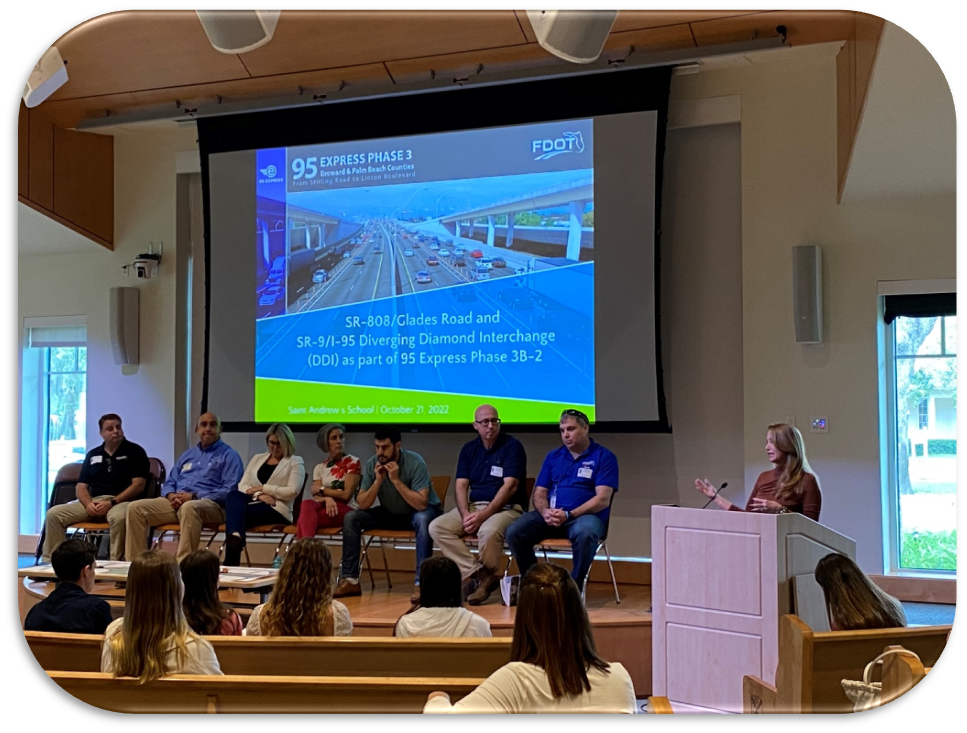 95 EXPRESS PHASE 3
Broward & Palm Beach Counties
From Stirling Road to Linton Boulevard
FDOT
95 EXPRESS
SR-808/Glades Road and
SR-9/I-95 Diverging Diamond Interchange
(DDI) as part of 95 Express Phase 3B-2
Saint Andrew's School | October 21, 2022